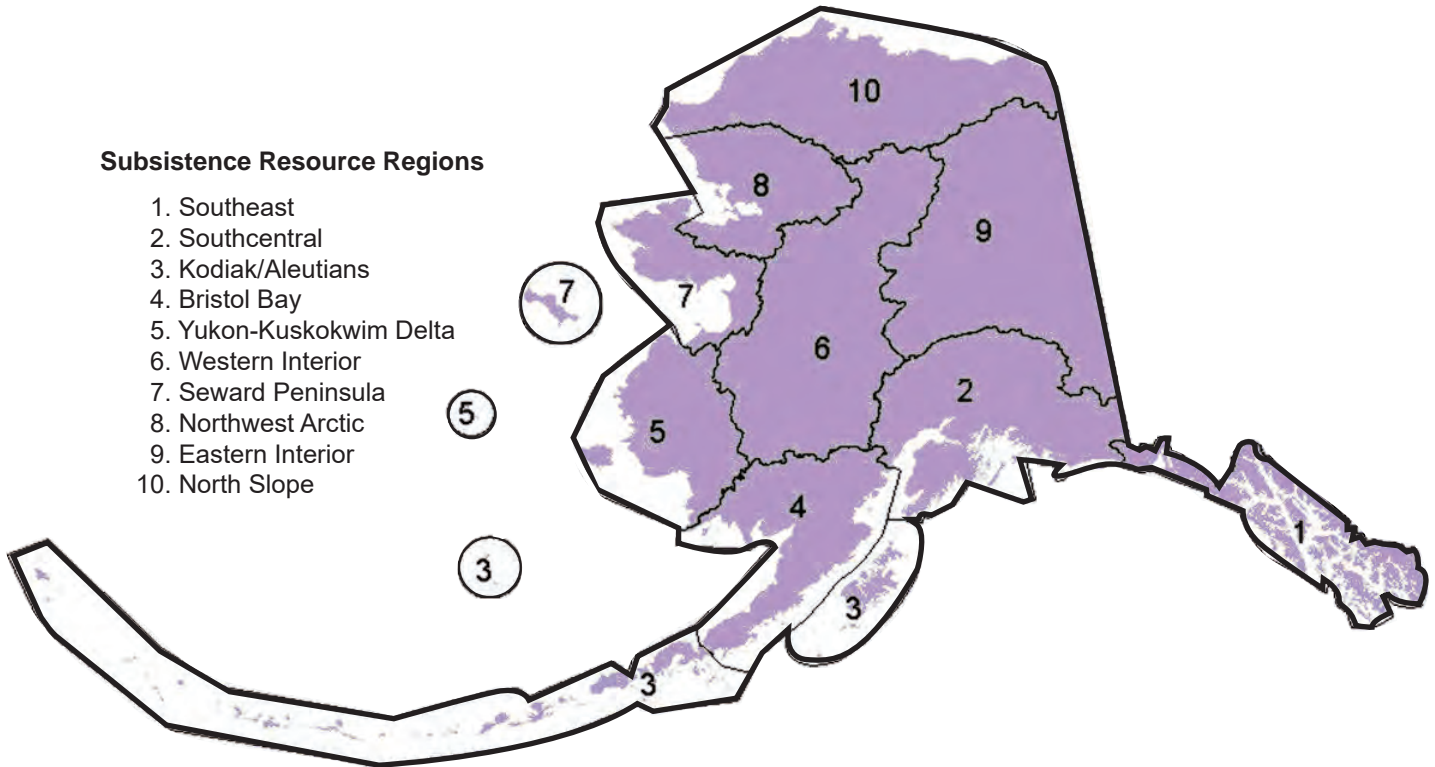 Subsistence Resource Regions
1. Southeast
2. Southcentral
3. Kodiak/Aleutians
4. Bristol Bay
5. Yukon-Kuskokwim Delta
6. Western Interior
7. Seward Peninsula
8. Northwest Arctic
9. Eastern Interior
10. North Slope
10
8
9
7
7
6
2
5
5
4
1
3
3
3